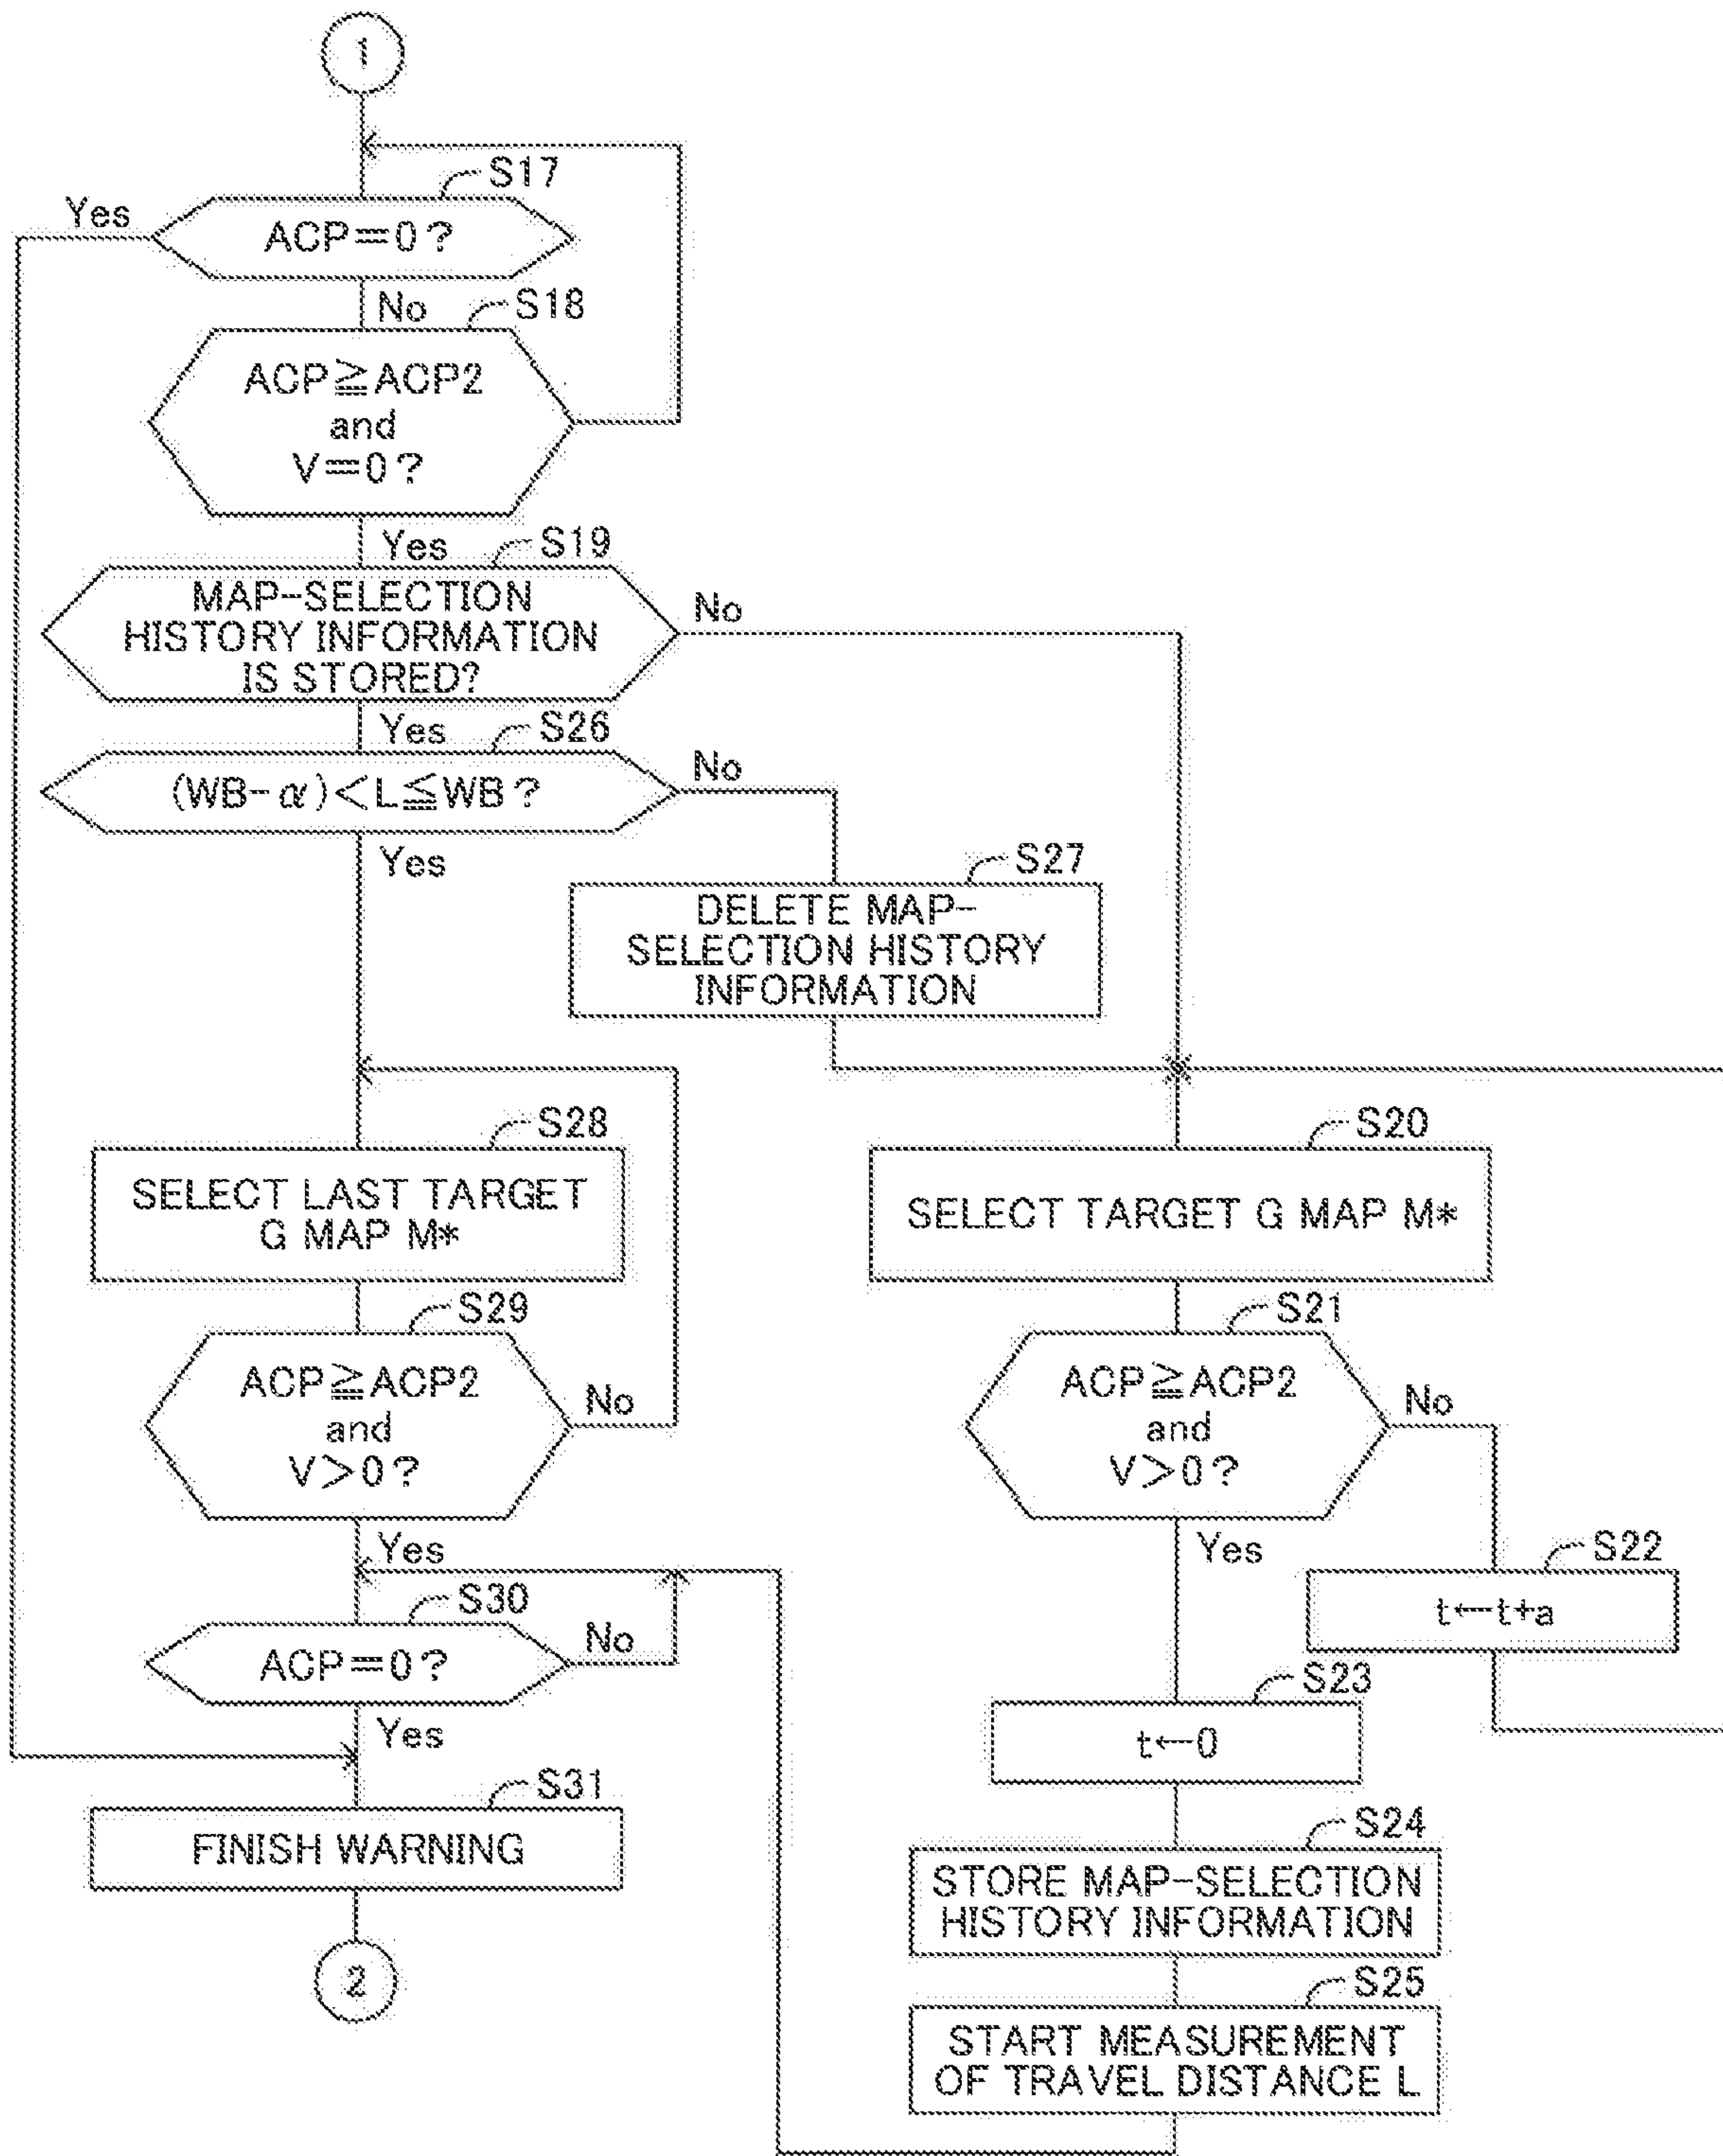 1
S17
Yes
ACP=0?
No
S18
ACP≧ACP2
and
V=0?
Yes
S19
MAP-SELECTION
HISTORY INFORMATION
IS STORED?
No
Yes
S26
(WB-α)<L≦WB?
No
Yes
S27
DELETE MAP-
SELECTION HISTORY
INFORMATION
S28
SELECT LAST TARGET
G MAP M*
S20
SELECT TARGET G MAP M*
S29
ACP≧ACP2
and
V>0?
No
Yes
S21
ACP≧ACP2
and
V>0?
No
Yes
S22
t←t+a
S30
ACP=0?
No
Yes
S23
t←0
S31
FINISH WARNING
S24
STORE MAP-SELECTION
HISTORY INFORMATION
2
S25
START MEASUREMENT
OF TRAVEL DISTANCE L